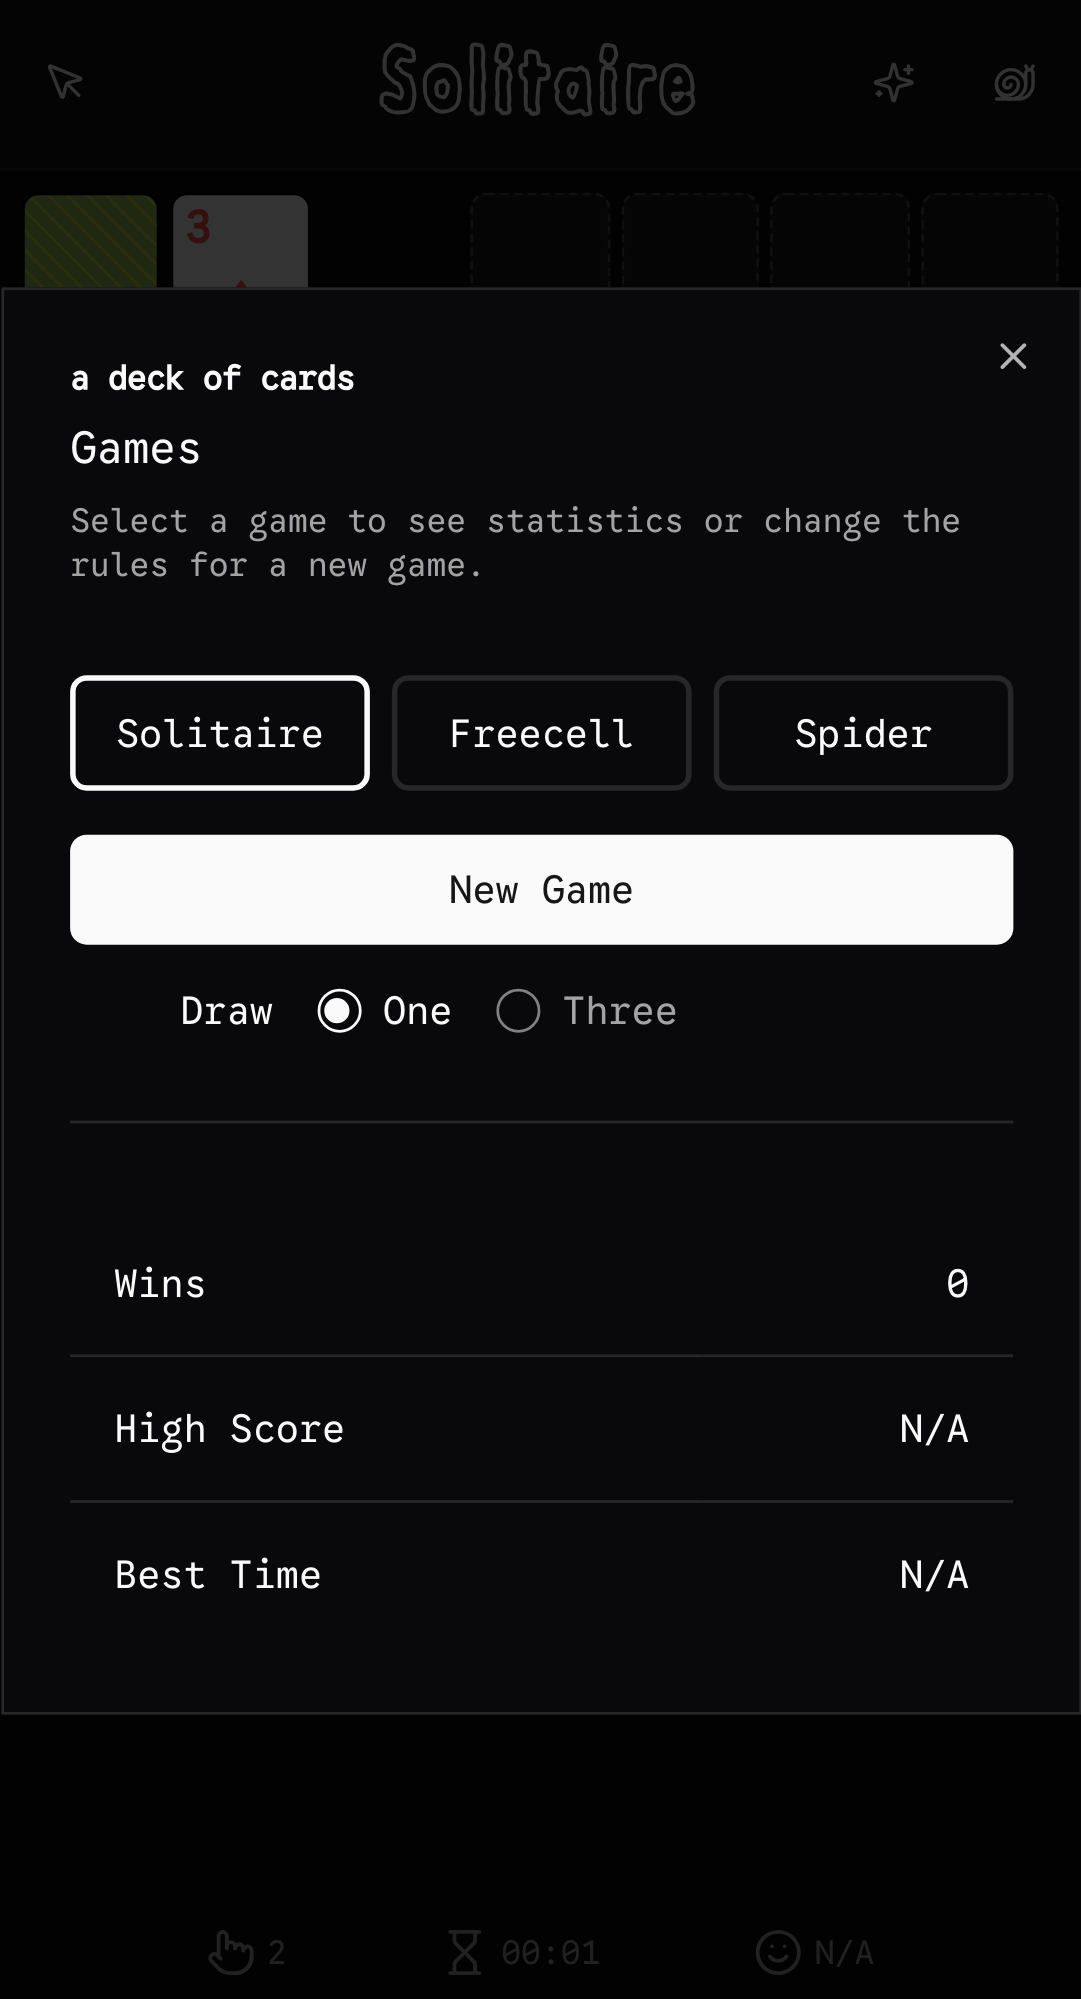 Solitaire
3
a deck of cards
Games
Select a game to see statistics or change the
rules for a new game.
Solitaire Freecell Spider
New Game
Draw One Three
Wins 0
High Score N/A
Best Time N/A
2 00:01 N/A